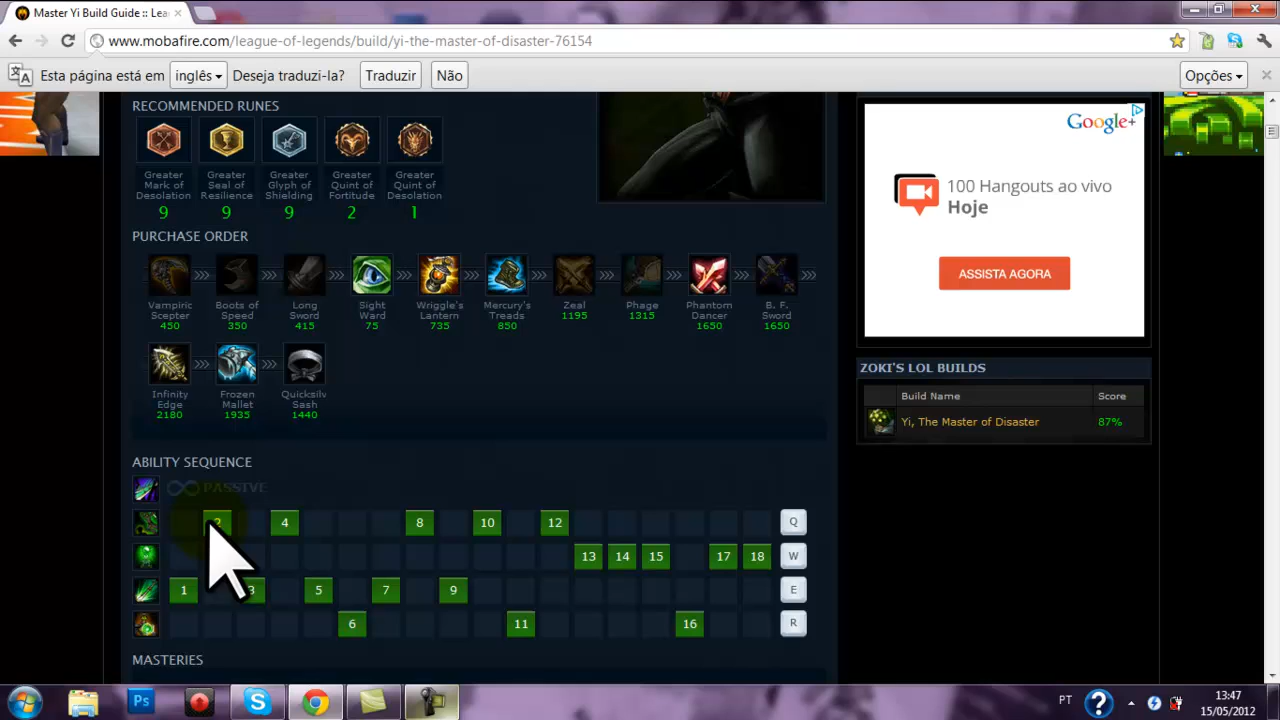 Master Yi Build Guide :: Lea
www.mobafire.com/league-of-legends/build/yi-the-master-of-disaster-76154
Esta página está em inglês Deseja traduzi-la? Traduzir Não Opções
RECOMMENDED RUNES
Greater Mark of Desolation 9
Greater Seal of Resilience 9
Greater Glyph of Shielding 9
Greater Quint of Fortitude 2
Greater Quint of Desolation 1
PURCHASE ORDER
Vampiric Scepter 450
Boots of Speed 350
Long Sword 415
Sight Ward 75
Wriggle's Lantern 735
Mercury's Treads 850
Zeal 1195
Phage 1315
Phantom Dancer 1650
B. F. Sword 1650
Infinity Edge 2180
Frozen Mallet 1935
Quicksilv Sash 1440
ABILITY SEQUENCE
PASSIVE
2 4 8 10 12 Q
13 14 15 17 18 W
1 3 5 7 9 E
6 11 16 R
MASTERIES
Google+
100 Hangouts ao vivo
Hoje
ASSISTA AGORA
ZOKI'S LOL BUILDS
Build Name Score
Yi, The Master of Disaster 87%
Ps
PT
13:47
15/05/2012